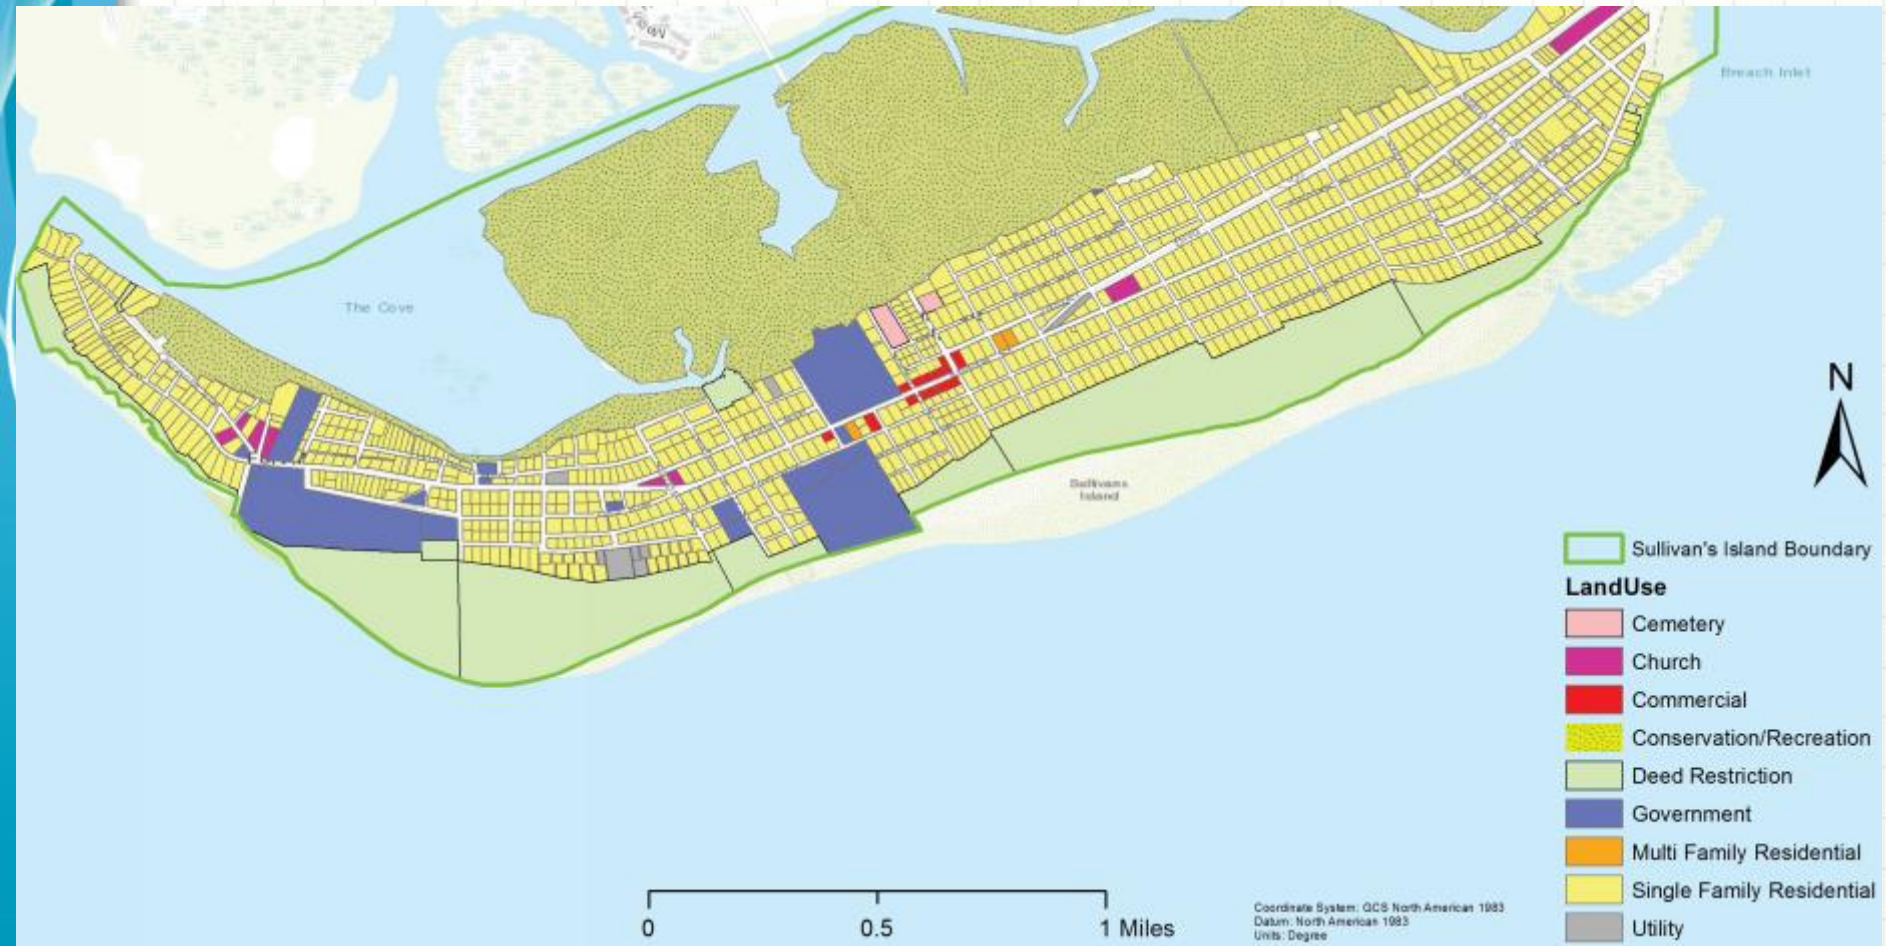 Breach Inlet
The Cove
Sullivans
Island
N
Sullivan's Island Boundary
LandUse
Cemetery
Church
Commercial
Conservation/Recreation
Deed Restriction
Government
Multi Family Residential
Single Family Residential
Utility
0 0.5 1 Miles
Coordinate System: GCS North American 1983
Datum: North American 1983
Units: Degree